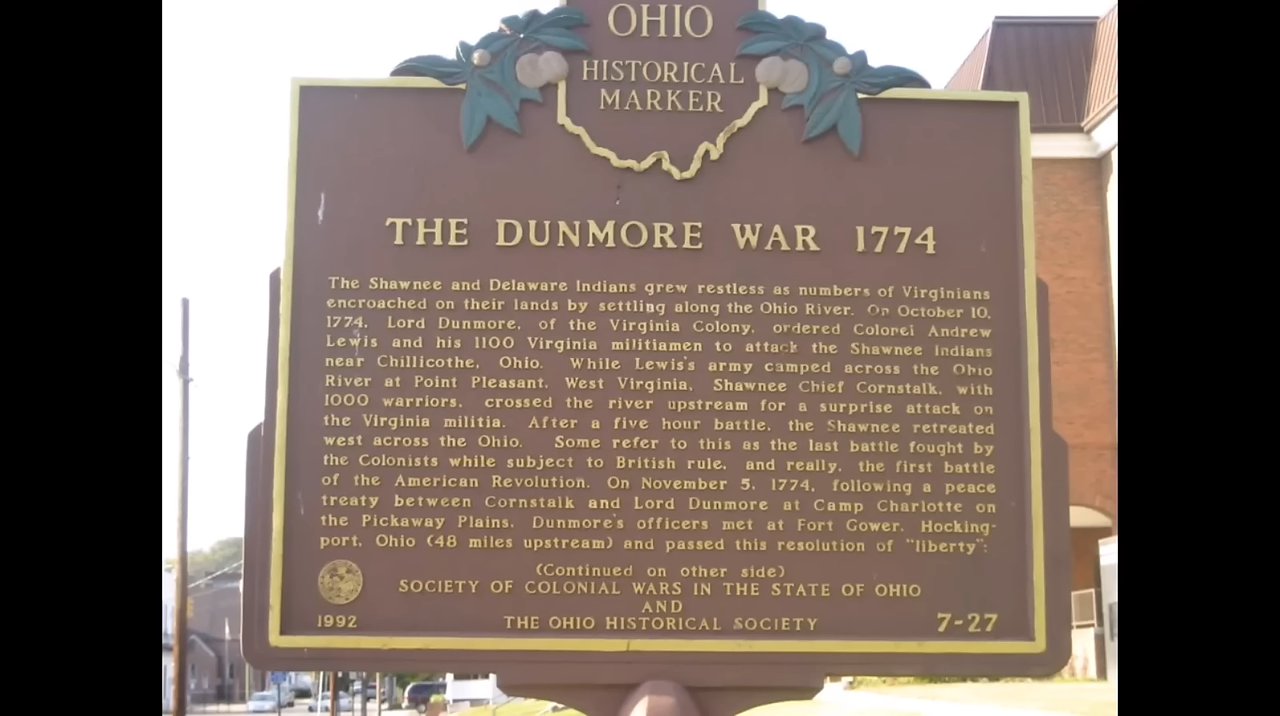 OHIO
HISTORICAL
MARKER
THE DUNMORE WAR 1774
The Shawnee and Delaware Indians grew restless as numbers of Virginians
encroached on their lands by settling along the Ohio River. On October 10,
1774, Lord Dunmore, of the Virginia Colony, ordered Colonel Andrew
Lewis and his 1100 Virginia militiamen to attack the Shawnee Indians
near Chillicothe, Ohio. While Lewis's army camped across the Ohio
River at Point Pleasant, West Virginia, Shawnee Chief Cornstalk, with
1000 warriors, crossed the river upstream for a surprise attack on
the Virginia militia. After a five hour battle, the Shawnee retreated
west across the Ohio. Some refer to this as the last battle fought by
the Colonists while subject to British rule, and really, the first battle
of the American Revolution. On November 5, 1774, following a peace
treaty between Cornstalk and Lord Dunmore at Camp Charlotte on
the Pickaway Plains, Dunmore's officers met at Fort Gower, Hocking-
port, Ohio (48 miles upstream) and passed this resolution of "liberty":
(Continued on other side)
SOCIETY OF COLONIAL WARS IN THE STATE OF OHIO
AND
THE OHIO HISTORICAL SOCIETY
1992
7-27